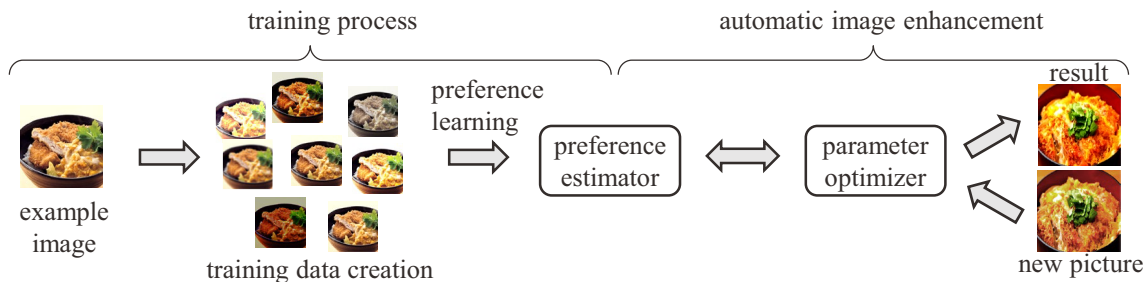 training process
automatic image enhancement
example
image
training data creation
preference
learning
preference
estimator
parameter
optimizer
result
new picture